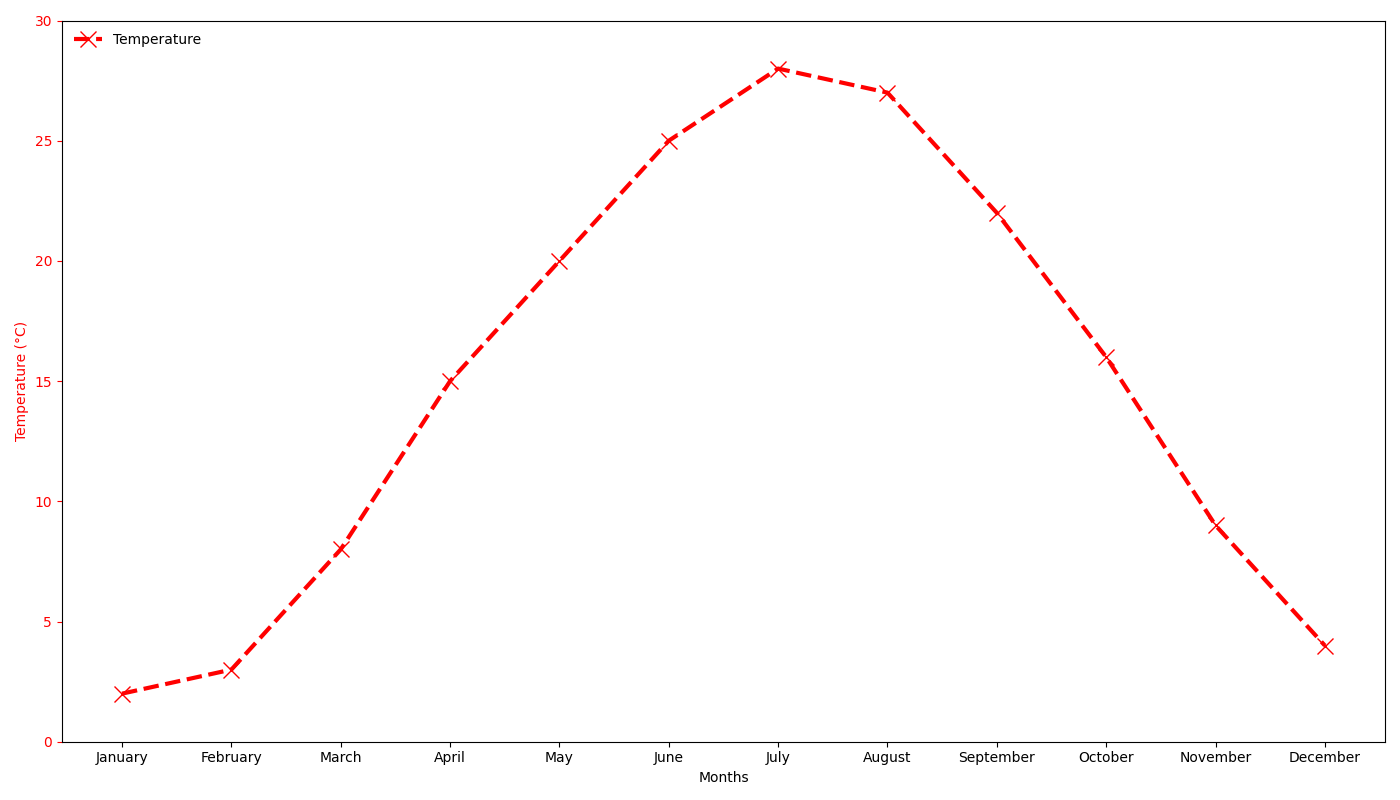 30
Temperature
25
20
Temperature (°C)
15
10
5
0
January February March April May June July August September October November December
Months